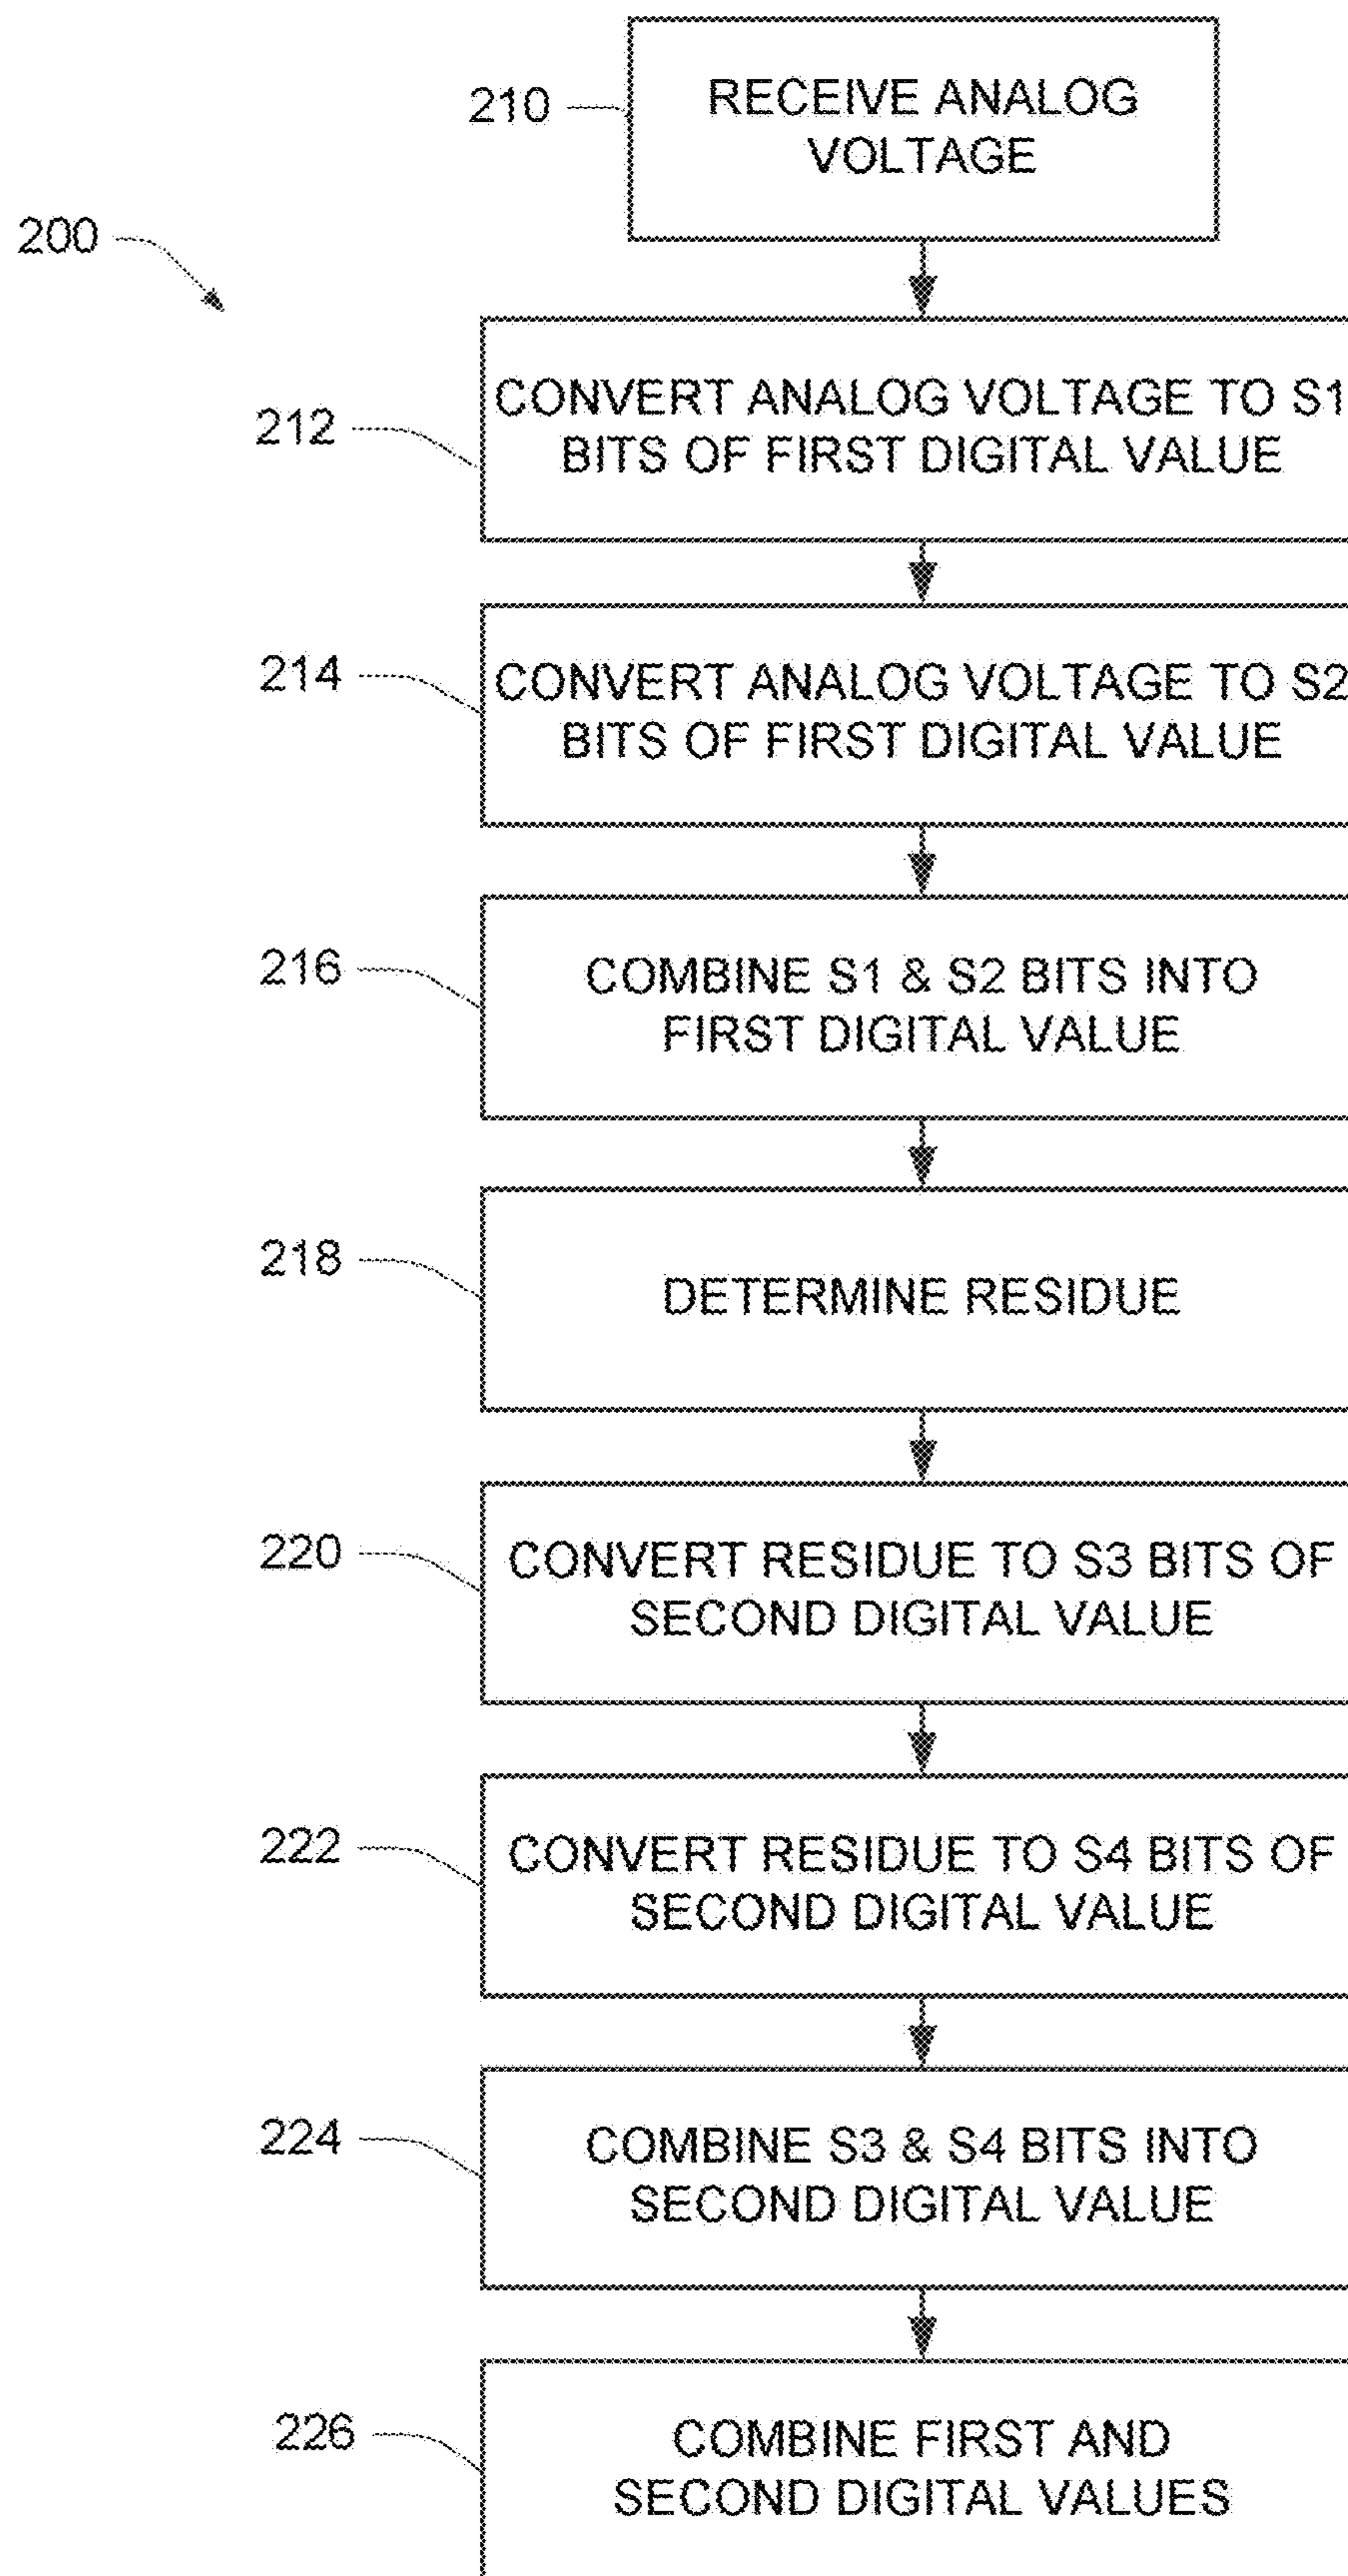 210
RECEIVE ANALOG
VOLTAGE
200
212
CONVERT ANALOG VOLTAGE TO S1
BITS OF FIRST DIGITAL VALUE
214
CONVERT ANALOG VOLTAGE TO S2
BITS OF FIRST DIGITAL VALUE
216
COMBINE S1 & S2 BITS INTO
FIRST DIGITAL VALUE
218
DETERMINE RESIDUE
220
CONVERT RESIDUE TO S3 BITS OF
SECOND DIGITAL VALUE
222
CONVERT RESIDUE TO S4 BITS OF
SECOND DIGITAL VALUE
224
COMBINE S3 & S4 BITS INTO
SECOND DIGITAL VALUE
226
COMBINE FIRST AND
SECOND DIGITAL VALUES